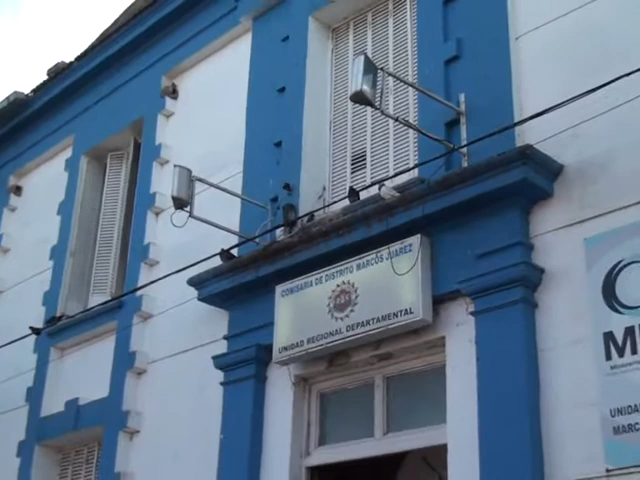 COMISARIA DE DISTRITO MARCOS JUAREZ
UNIDAD REGIONAL DEPARTAMENTAL
M
UNIDA
MARC